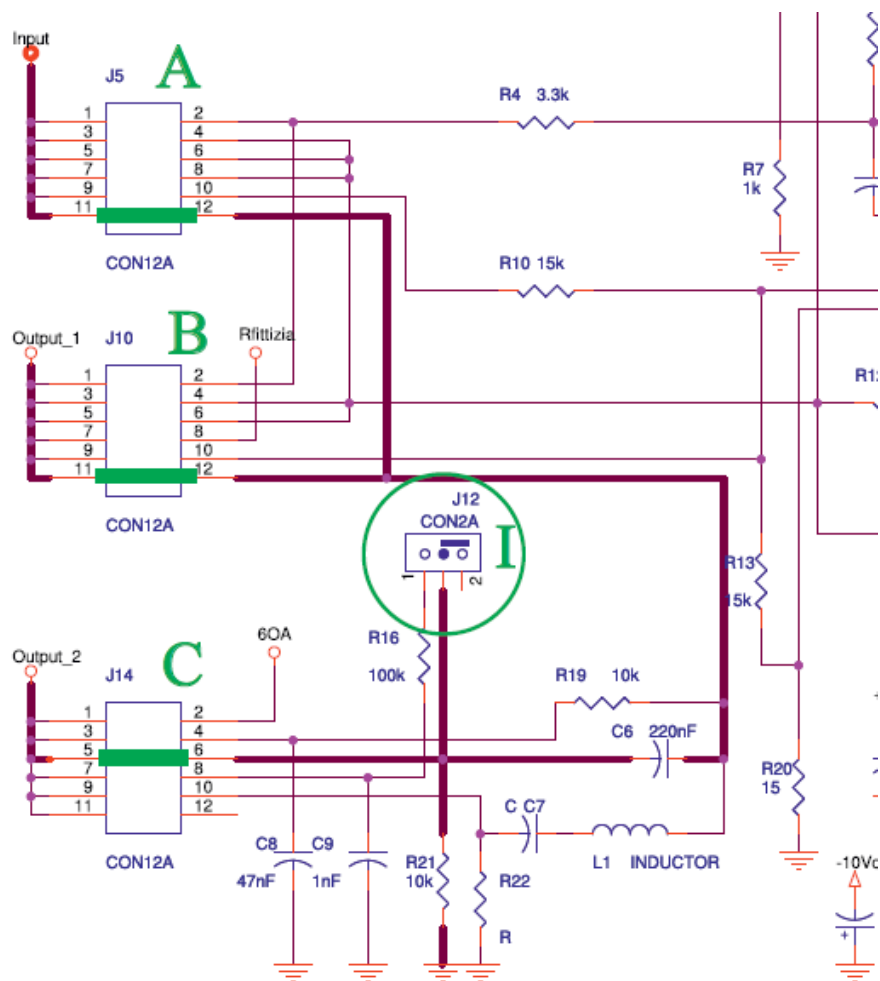 Input
J5
A
R4 3.3k
1
2
3
4
5
6
7
8
9
10
11
12
CON12A
R7
1k
R10 15k
Output_1
J10
B
Rfittizia
1
2
3
4
5
6
7
8
9
10
11
12
CON12A
R12
J12
CON2A
I
1
2
R13
15k
Output_2
J14
C
6OA
R16
100k
1
2
3
4
5
6
7
8
9
10
11
12
CON12A
R19 10k
C6 220nF
R20
15
C C7
L1 INDUCTOR
C8
47nF
C9
1nF
R21
10k
R22
R
-10Vd
+
+